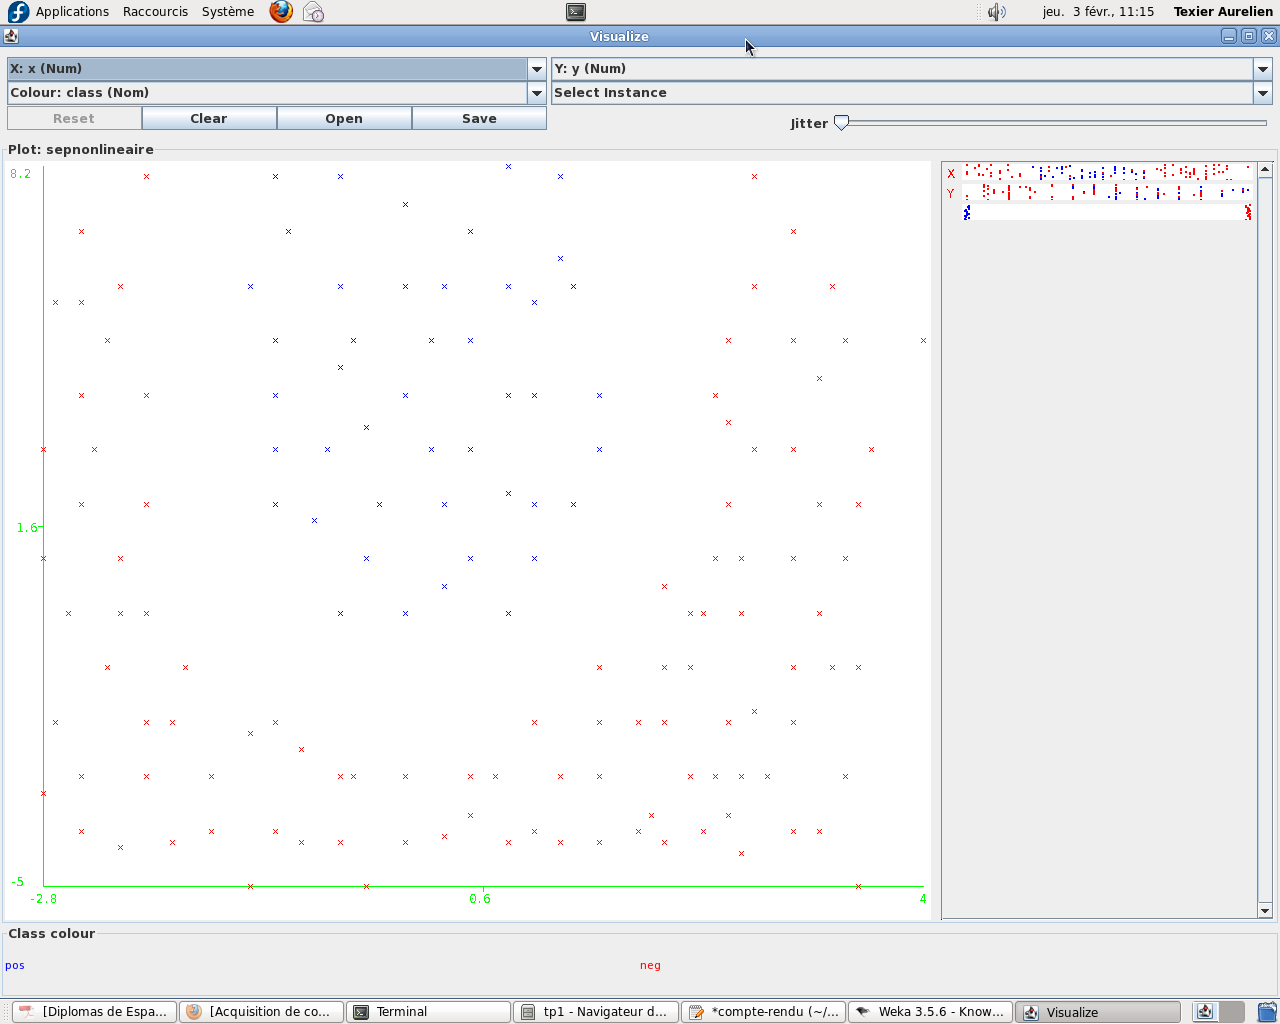 Applications Raccourcis Système jeu. 3 févr., 11:15 Texier Aurelien
Visualize
X: x (Num) Y: y (Num)
Colour: class (Nom) Select Instance
Reset Clear Open Save Jitter
Plot: sepnonlineaire
8.2
X
Y
1.6
-5
-2.8 0.6 4
Class colour
pos neg
[Diplomas de Espa... [Acquisition de co... Terminal tp1 - Navigateur d... *compte-rendu (~/... Weka 3.5.6 - Know... Visualize